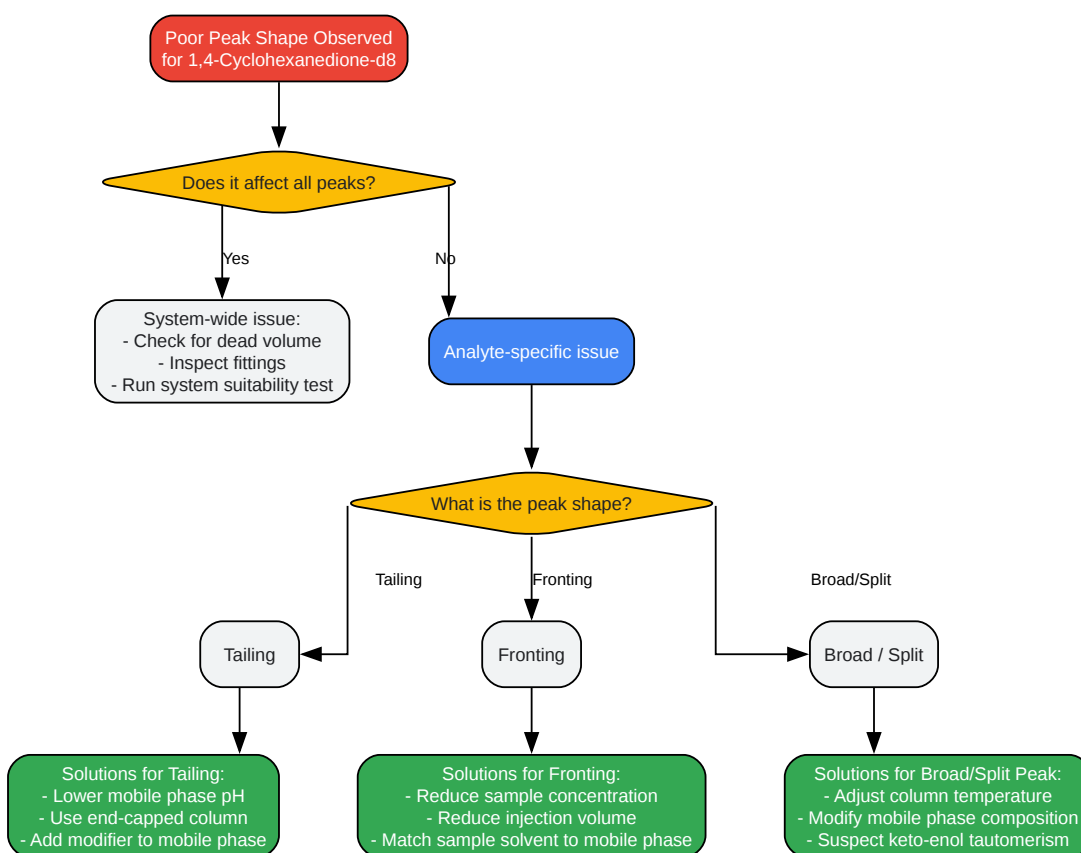 Poor Peak Shape Observed
for 1,4-Cyclohexanedione-d8
Does it affect all peaks?
Yes
No
System-wide issue:
- Check for dead volume
- Inspect fittings
- Run system suitability test
Analyte-specific issue
What is the peak shape?
Tailing
Fronting
Broad/Split
Tailing
Fronting
Broad / Split
Solutions for Tailing:
- Lower mobile phase pH
- Use end-capped column
- Add modifier to mobile phase
Solutions for Fronting:
- Reduce sample concentration
- Reduce injection volume
- Match sample solvent to mobile phase
Solutions for Broad/Split Peak:
- Adjust column temperature
- Modify mobile phase composition
- Suspect keto-enol tautomerism